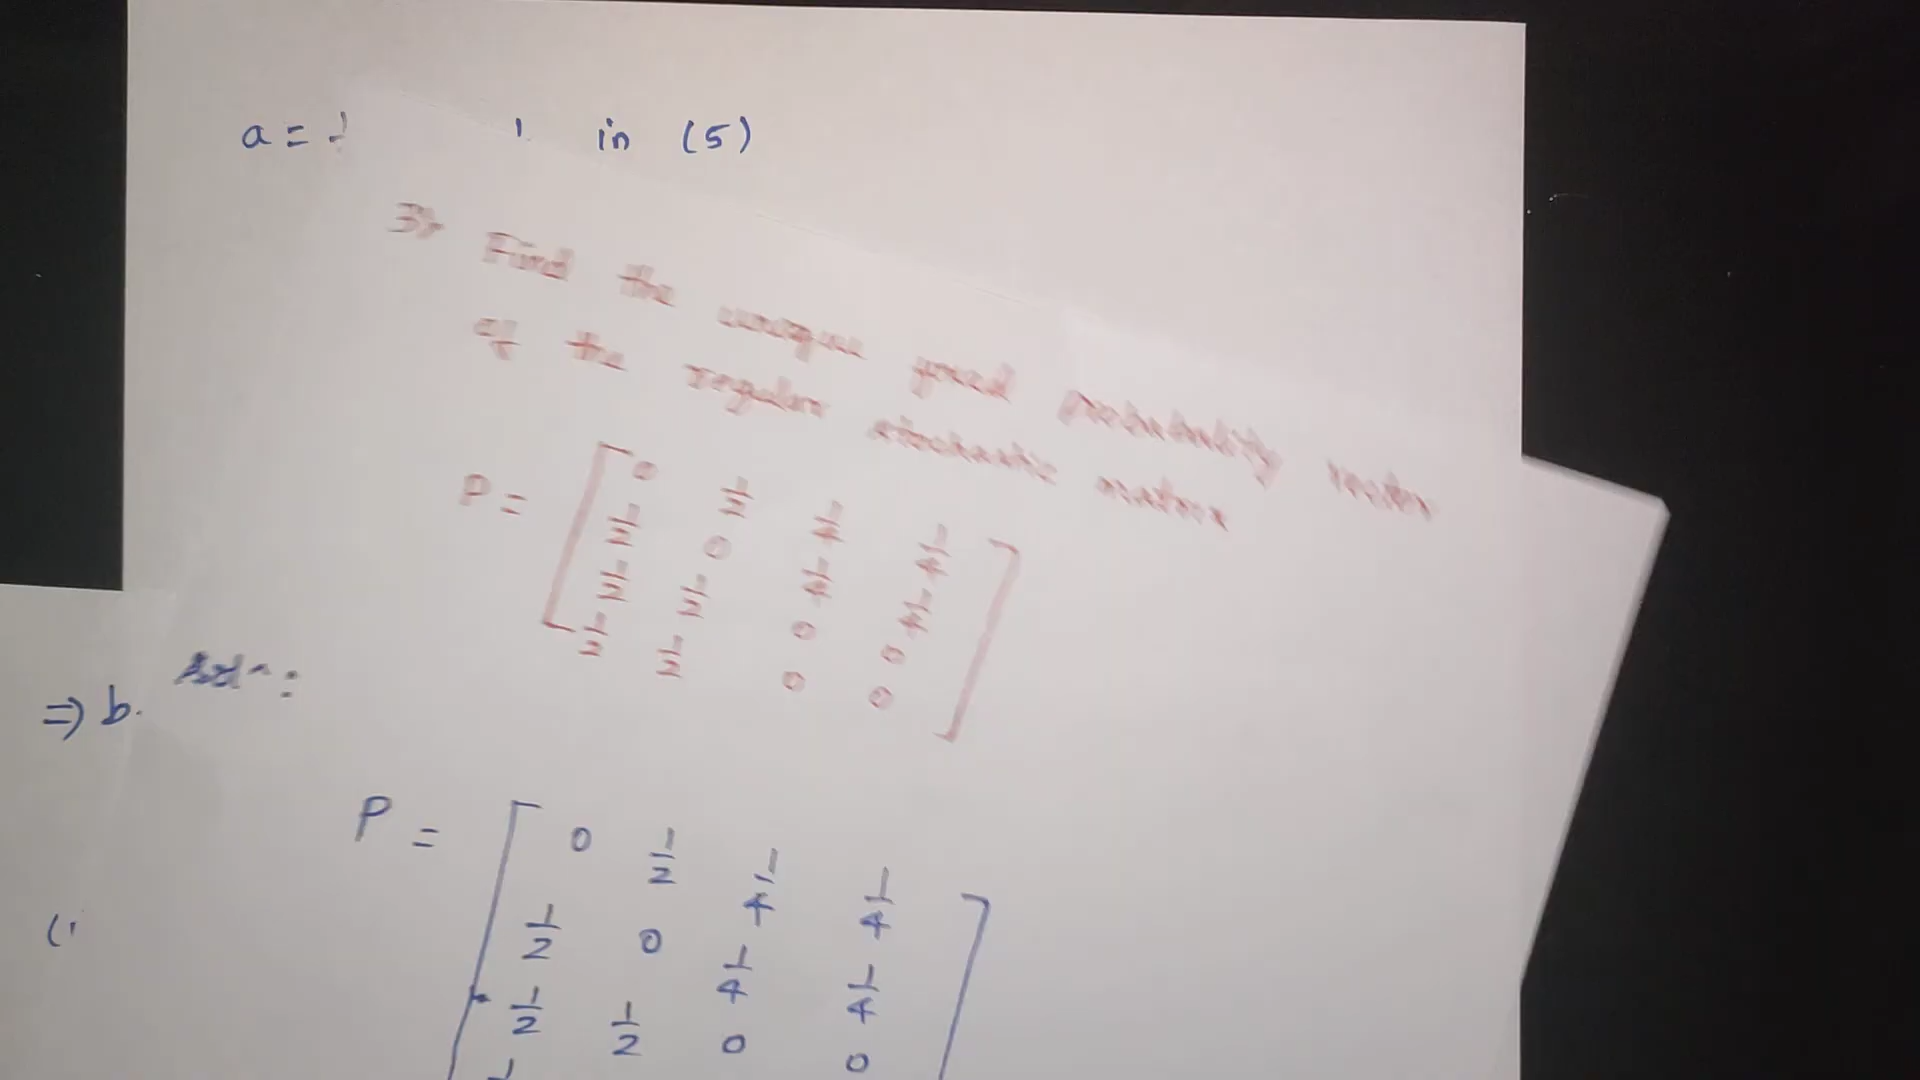 a = 1 in (5)
3) Find the unique fixed probability vector
of the regular stochastic matrix
P = [ 0 1/2 1/4 1/4
1/2 0 1/4 1/4
1/2 1/2 0 0
1/2 1/2 0 0 ]
⇒ b
Soln:
P = [ 0 1/2 1/4 1/4 ]
1/2 0 1/4 1/4
1/2 1/2 0 0